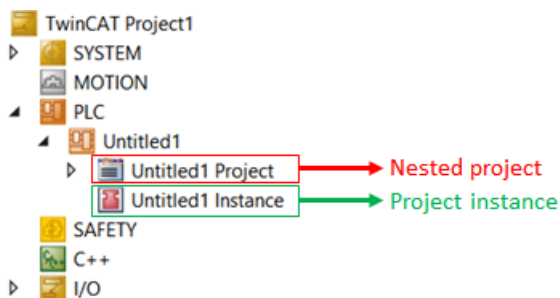 TwinCAT Project1
SYSTEM
MOTION
PLC
Untitled1
Untitled1 Project Nested project
Untitled1 Instance Project instance
SAFETY
C++
I/O